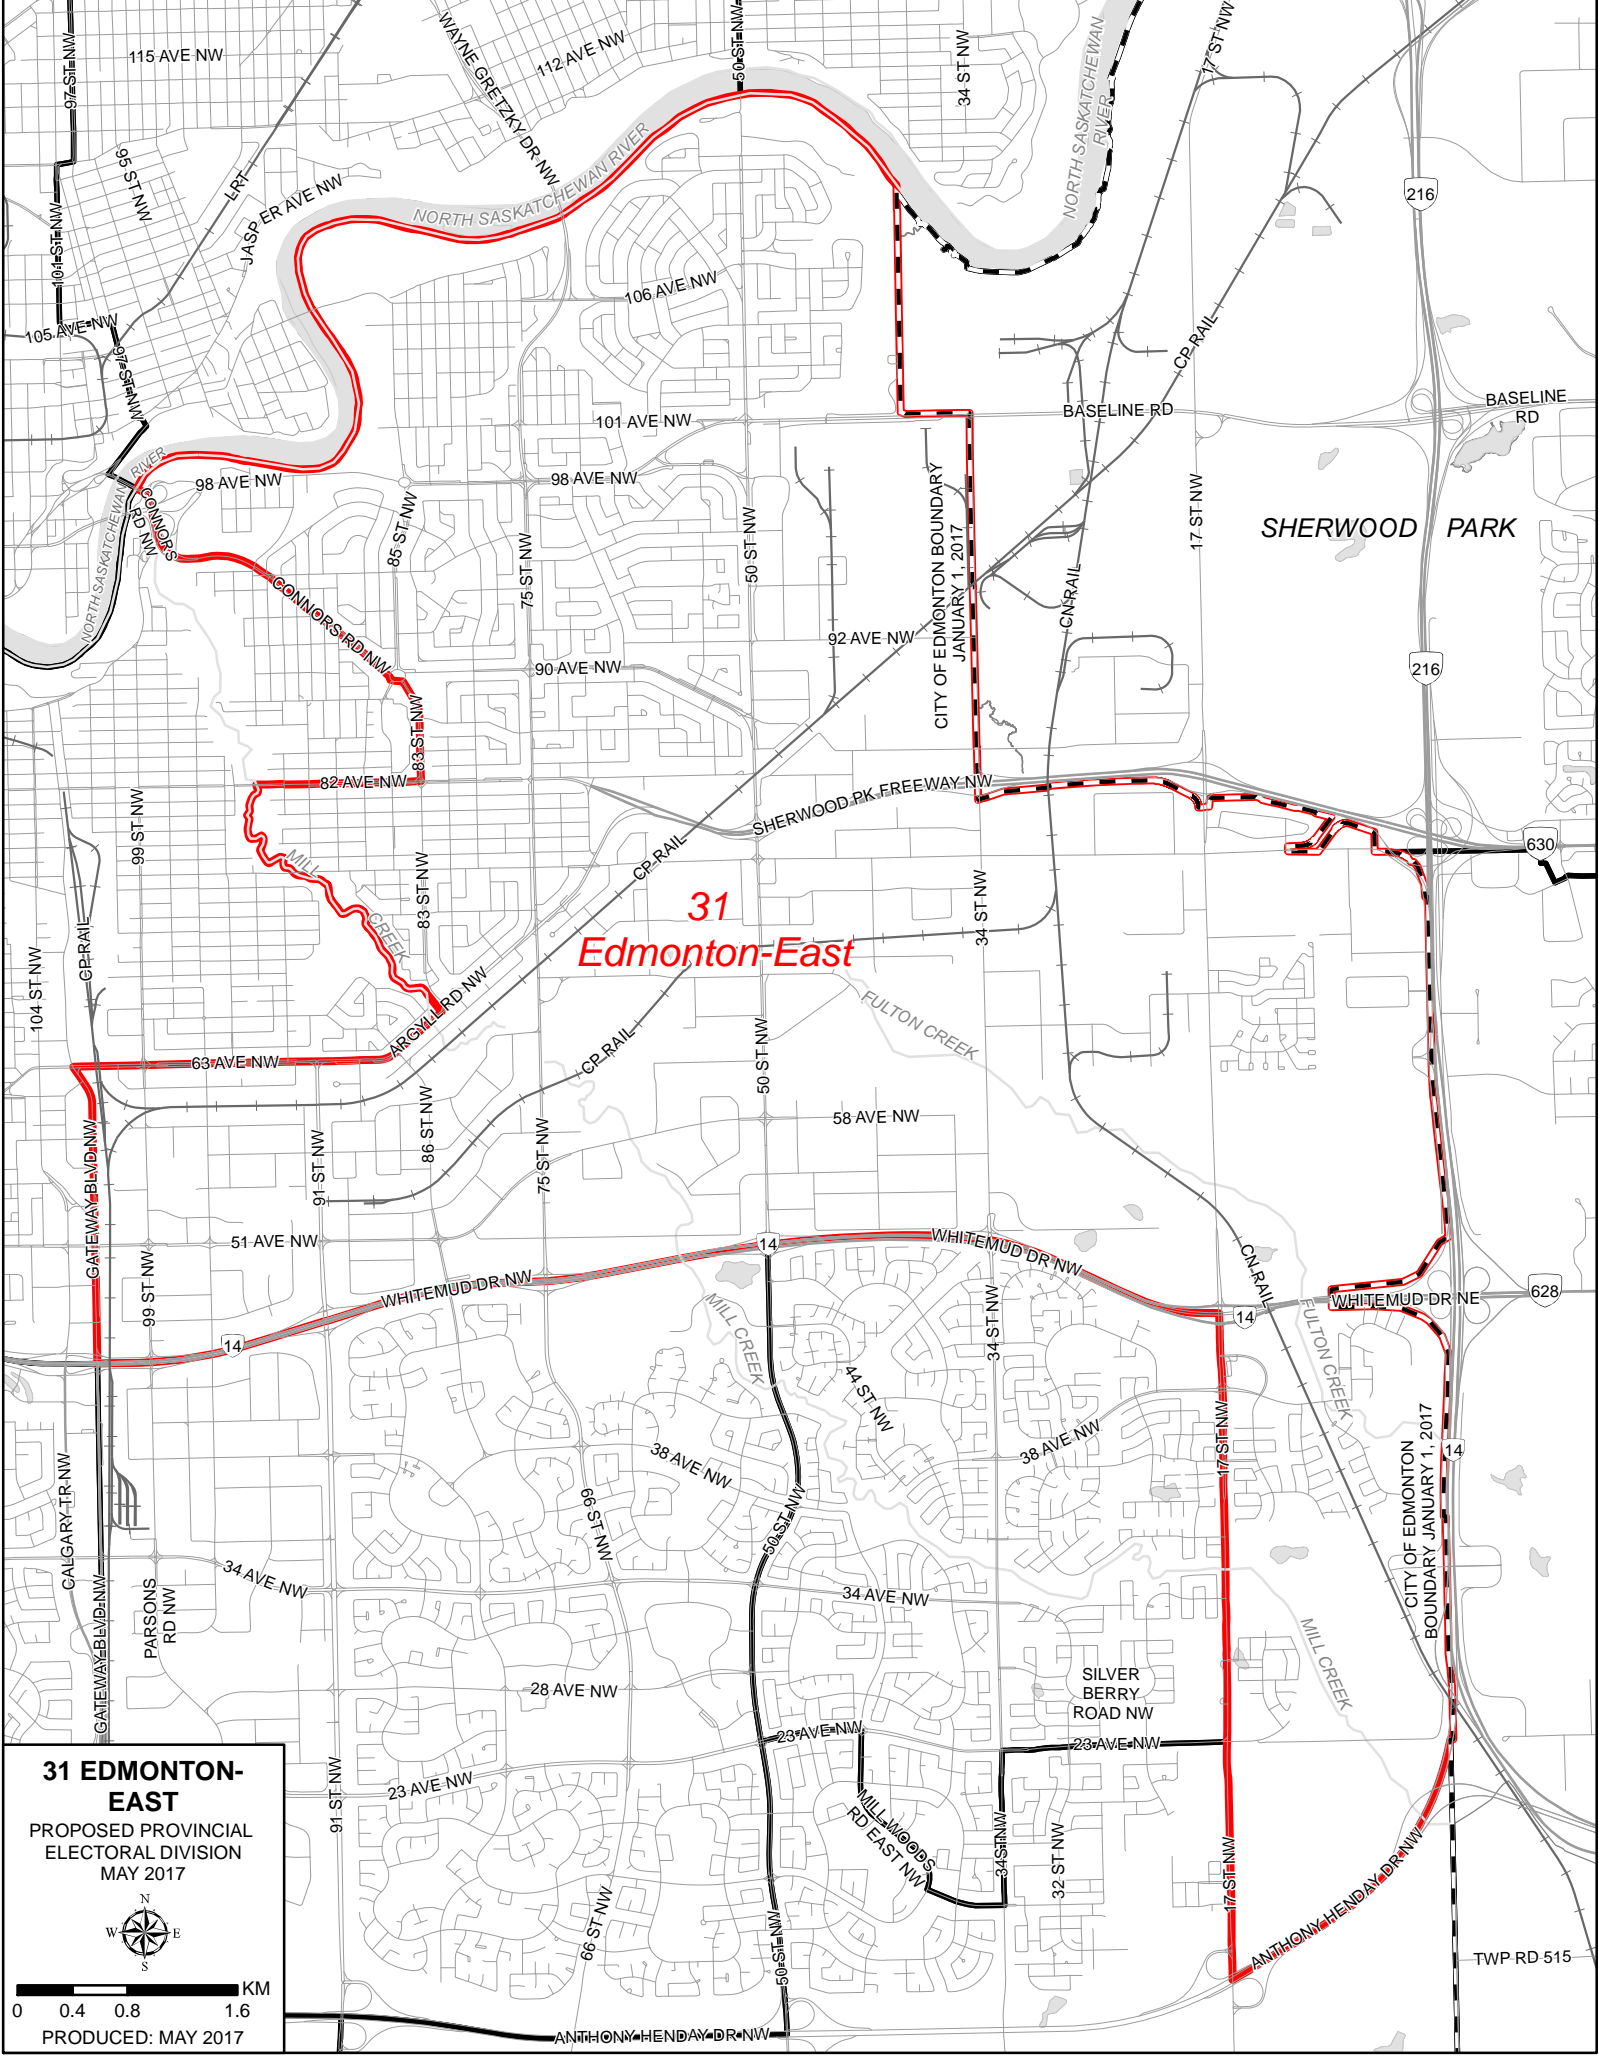 97 ST NW
115 AVE NW
WAYNE GRETZKY DR NW
112 AVE NW
50 ST NW
34 ST NW
NORTH SASKATCHEWAN
RIVER
17 ST NW
95 ST NW
LRT
JASPER AVE NW
NORTH SASKATCHEWAN RIVER
216
101 ST NW
105 AVE NW
97 ST NW
106 AVE NW
CP RAIL
101 AVE NW
BASELINE RD
BASELINE
RD
NORTH SASKATCHEWAN RIVER
98 AVE NW
98 AVE NW
CONNORS
RD NW
85 ST NW
75 ST NW
50 ST NW
CITY OF EDMONTON BOUNDARY
JANUARY 1, 2017
17 ST NW
SHERWOOD PARK
CONNORS RD NW
CN RAIL
92 AVE NW
90 AVE NW
216
83 ST NW
82 AVE NW
SHERWOOD PK FREEWAY NW
99 ST NW
MILL
CREEK
83 ST NW
CP RAIL
630
31
Edmonton-East
34 ST NW
104 ST NW
CP RAIL
ARGYLL RD NW
FULTON CREEK
63 AVE NW
CP RAIL
50 ST NW
86 ST NW
58 AVE NW
GATEWAY BLVD NW
91 ST NW
75 ST NW
51 AVE NW
14
WHITEMUD DR NW
99 ST NW
WHITEMUD DR NW
CN RAIL
WHITEMUD DR NE
628
14
14
MILL CREEK
34 ST NW
FULTON CREEK
44 ST NW
38 AVE NW
38 AVE NW
17 ST NW
CITY OF EDMONTON
BOUNDARY JANUARY 1, 2017
14
CALGARY TR NW
66 ST NW
50 ST NW
34 AVE NW
34 AVE NW
PARSONS
RD NW
GATEWAY BLVD NW
MILL CREEK
28 AVE NW
SILVER
BERRY
ROAD NW
23 AVE NW
23 AVE NW
23 AVE NW
91 ST NW
MILL WOODS
RD EAST NW
34 ST NW
32 ST NW
17 ST NW
ANTHONY HENDAY DR NW
66 ST NW
50 ST NW
TWP RD 515
ANTHONY HENDAY DR NW
31 EDMONTON-
EAST
PROPOSED PROVINCIAL
ELECTORAL DIVISION
MAY 2017
N
W E
S
KM
0 0.4 0.8 1.6
PRODUCED: MAY 2017